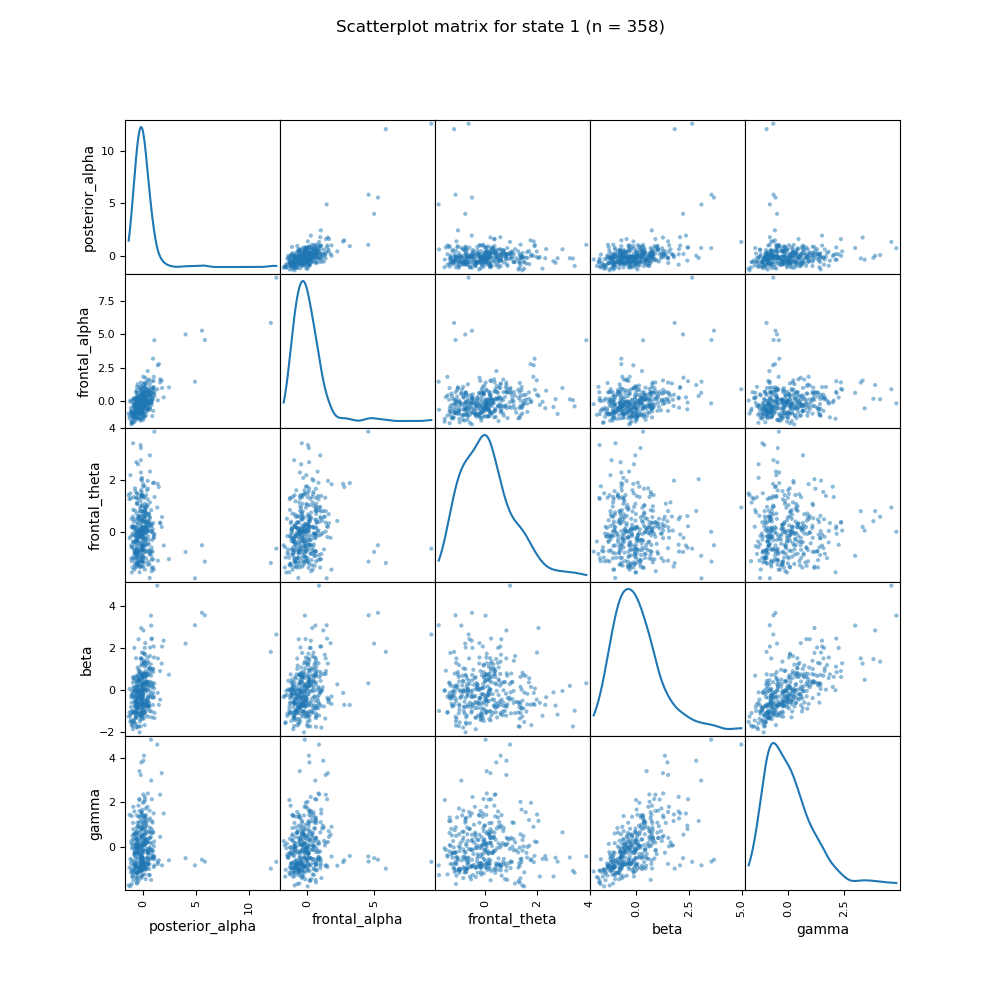 Scatterplot matrix for state 1 (n = 358)
posterior_alpha
10
5
0
frontal_alpha
7.5
5.0
2.5
0.0
frontal_theta
4
2
0
beta
4
2
0
−2
gamma
4
2
0
0 5 10 0 5 0 2 4 0.0 2.5 5.0 0.0 2.5
posterior_alpha frontal_alpha frontal_theta beta gamma